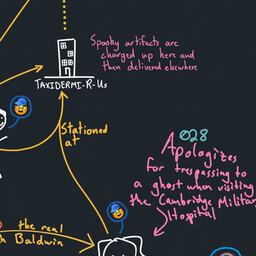 Spooky artifacts are
charged up here and
then delivered elsewhere
TAXIDERMI-R-Us
Stationed
at
028
Apologizes
for trespassing to
a ghost when visiting
the Cambridge Military
Hospital
the real
Baldwin